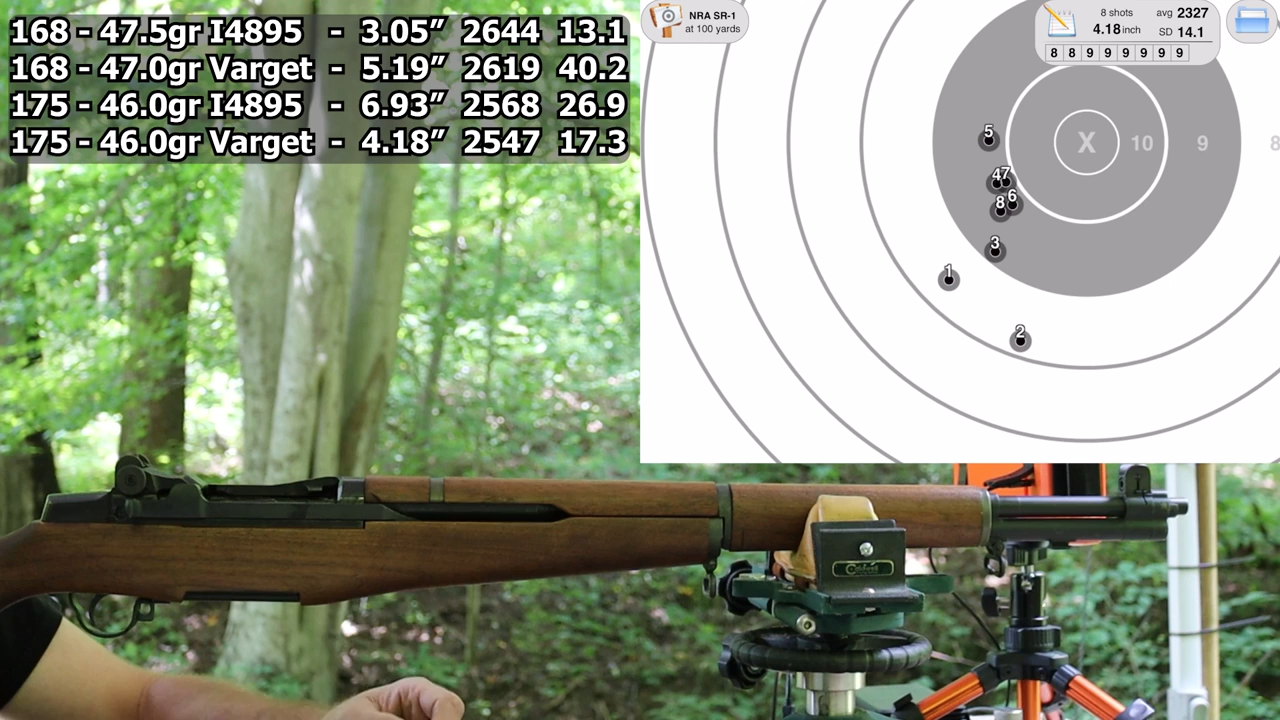 168 - 47.5gr I4895 - 3.05” 2644 13.1
168 - 47.0gr Varget - 5.19” 2619 40.2
175 - 46.0gr I4895 - 6.93” 2568 26.9
175 - 46.0gr Varget - 4.18” 2547 17.3
NRA SR-1
at 100 yards
8 shots avg 2327
4.18 inch SD 14.1
8 8 9 9 9 9 9 9
5
X 10 9 8
47
6
8
3
1
2
Caldwell